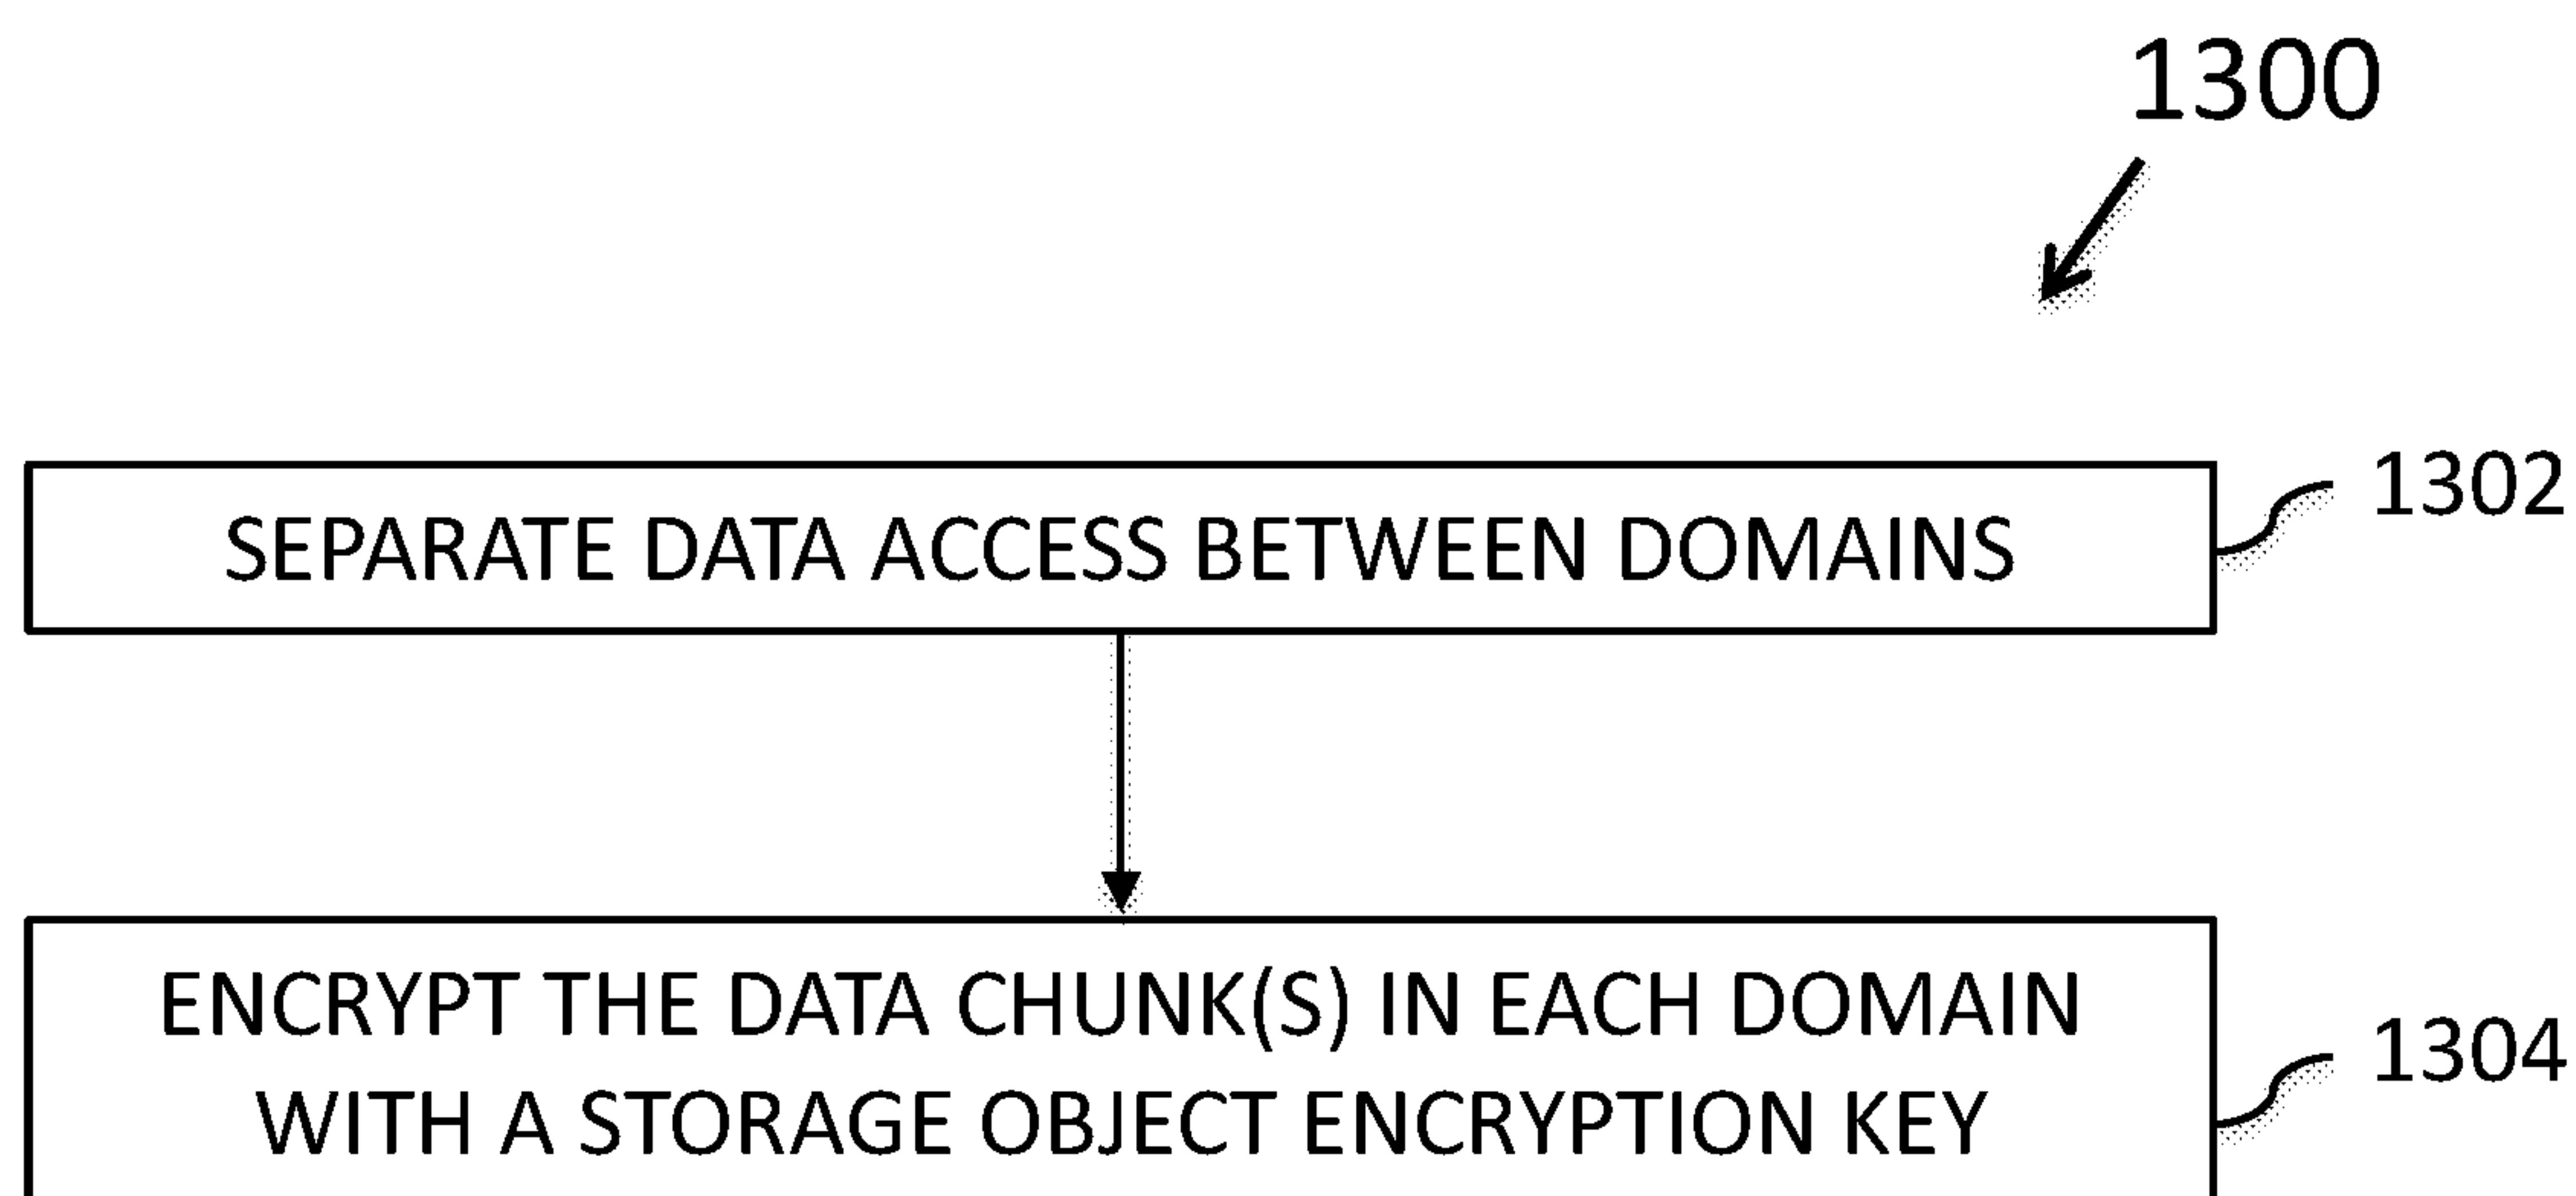 1300
SEPARATE DATA ACCESS BETWEEN DOMAINS
1302
ENCRYPT THE DATA CHUNK(S) IN EACH DOMAIN
WITH A STORAGE OBJECT ENCRYPTION KEY
1304